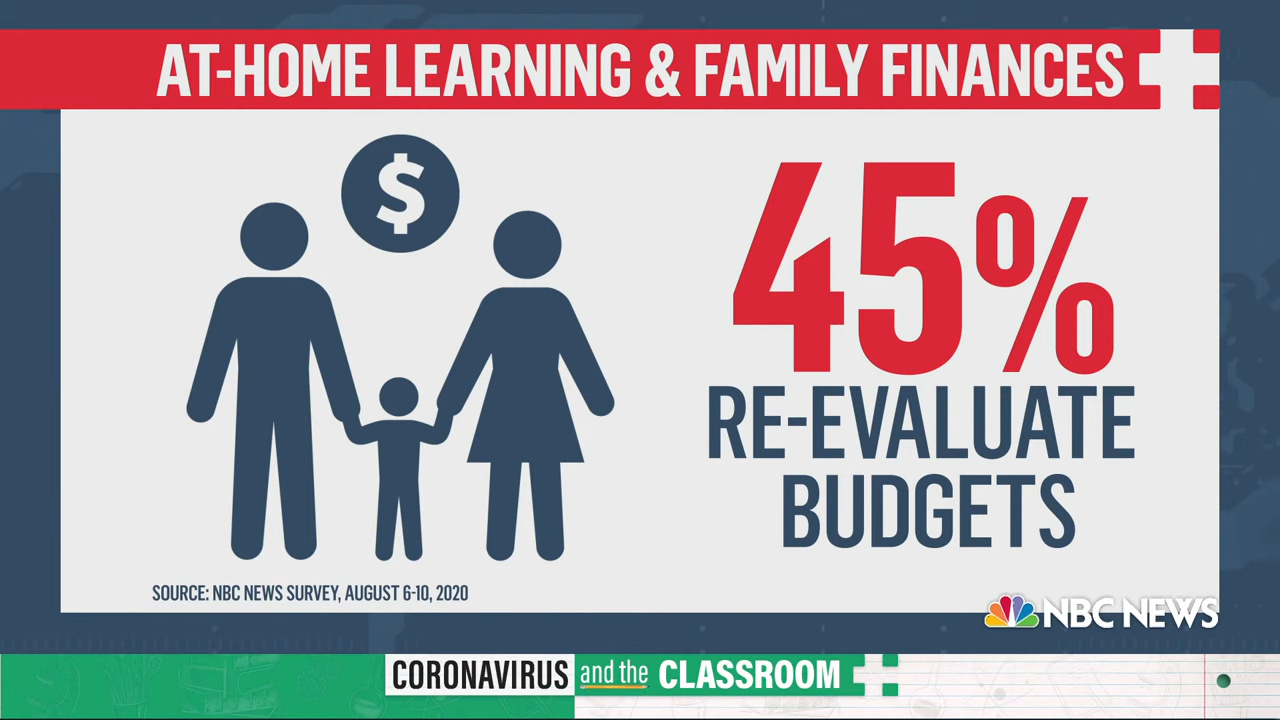 AT-HOME LEARNING & FAMILY FINANCES
$
45%
RE-EVALUATE
BUDGETS
SOURCE: NBC NEWS SURVEY, AUGUST 6-10, 2020
NBC NEWS
CORONAVIRUS and the CLASSROOM